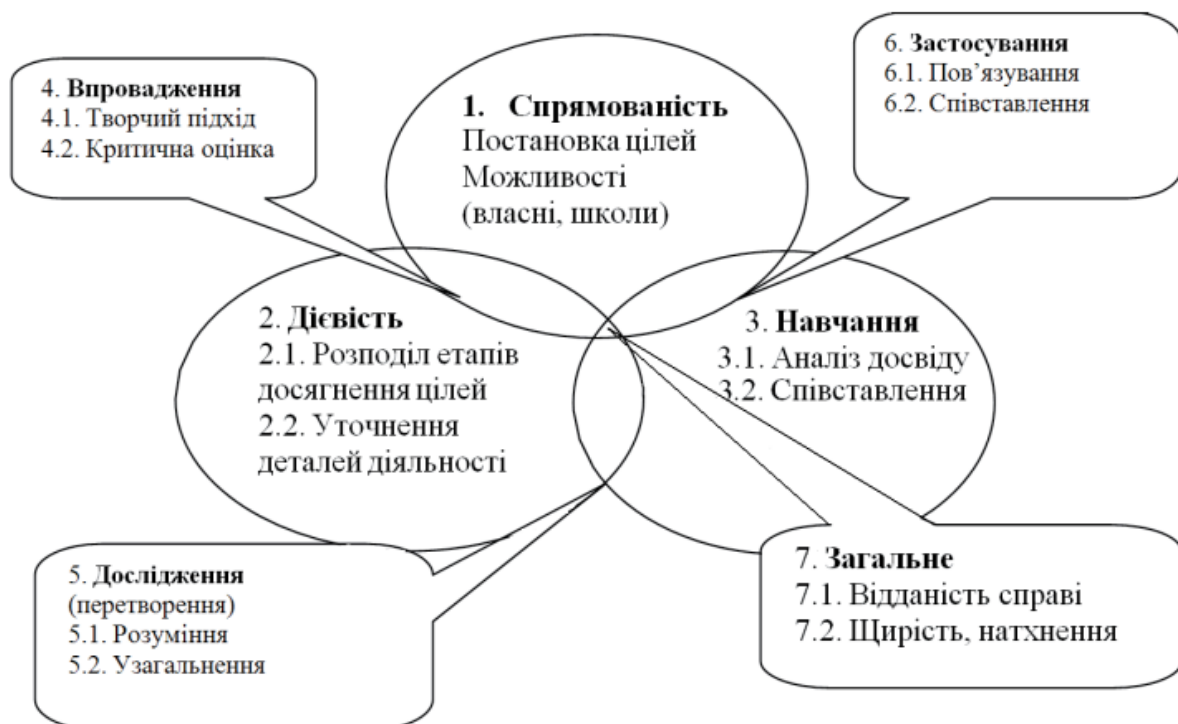 1. Спрямованість
Постановка цілей
Можливості
(власні, школи)
2. Дієвість
2.1. Розподіл етапів
досягнення цілей
2.2. Уточнення
деталей діяльності
3. Навчання
3.1. Аналіз досвіду
3.2. Співставлення
4. Впровадження
4.1. Творчий підхід
4.2. Критична оцінка
5. Дослідження
(перетворення)
5.1. Розуміння
5.2. Узагальнення
6. Застосування
6.1. Пов’язування
6.2. Співставлення
7. Загальне
7.1. Відданість справі
7.2. Щирість, натхнення